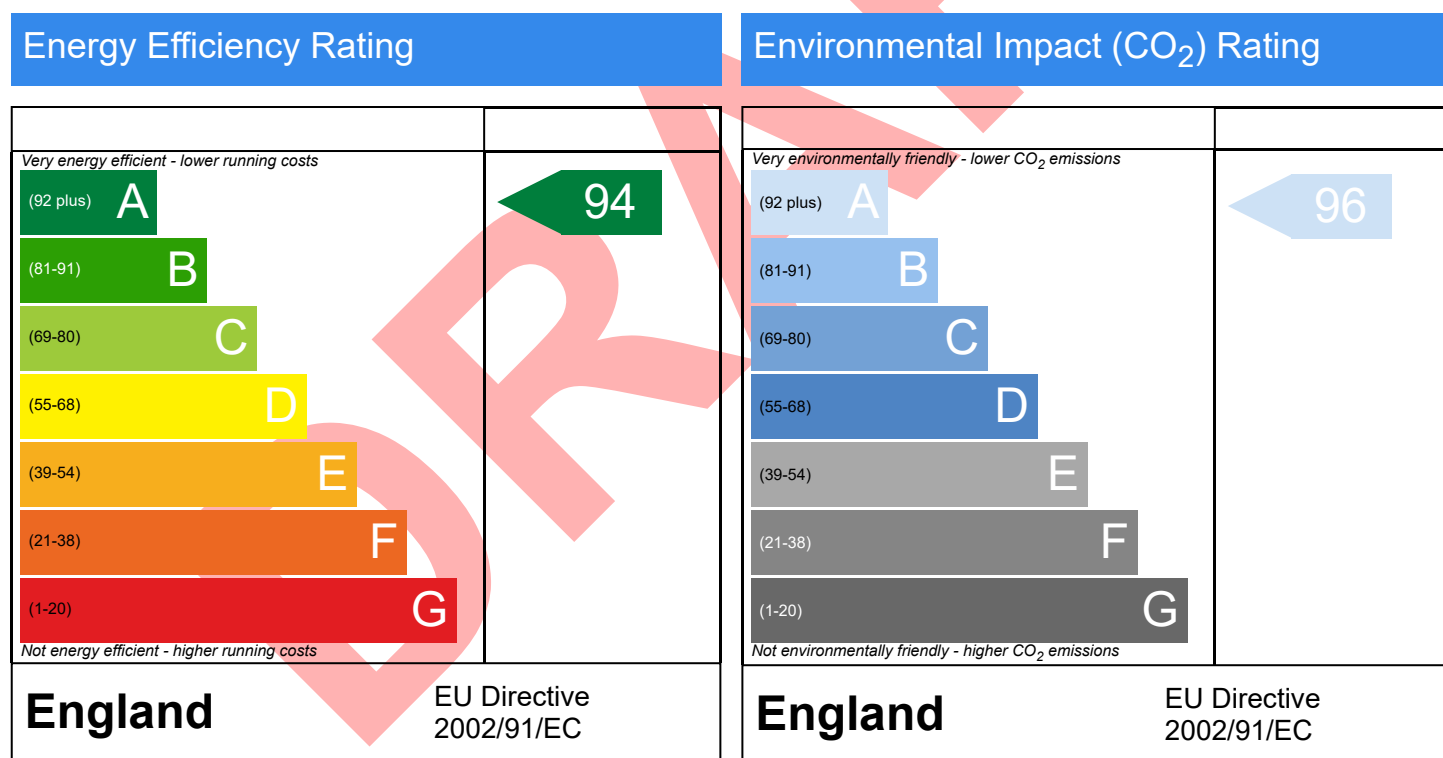 Energy Efficiency Rating
Very energy efficient - lower running costs
(92 plus) A
94
(81-91) B
(69-80) C
(55-68) D
(39-54) E
(21-38) F
(1-20) G
Not energy efficient - higher running costs
England
EU Directive
2002/91/EC
Environmental Impact (CO₂) Rating
Very environmentally friendly - lower CO₂ emissions
(92 plus) A
96
(81-91) B
(69-80) C
(55-68) D
(39-54) E
(21-38) F
(1-20) G
Not environmentally friendly - higher CO₂ emissions
England
EU Directive
2002/91/EC